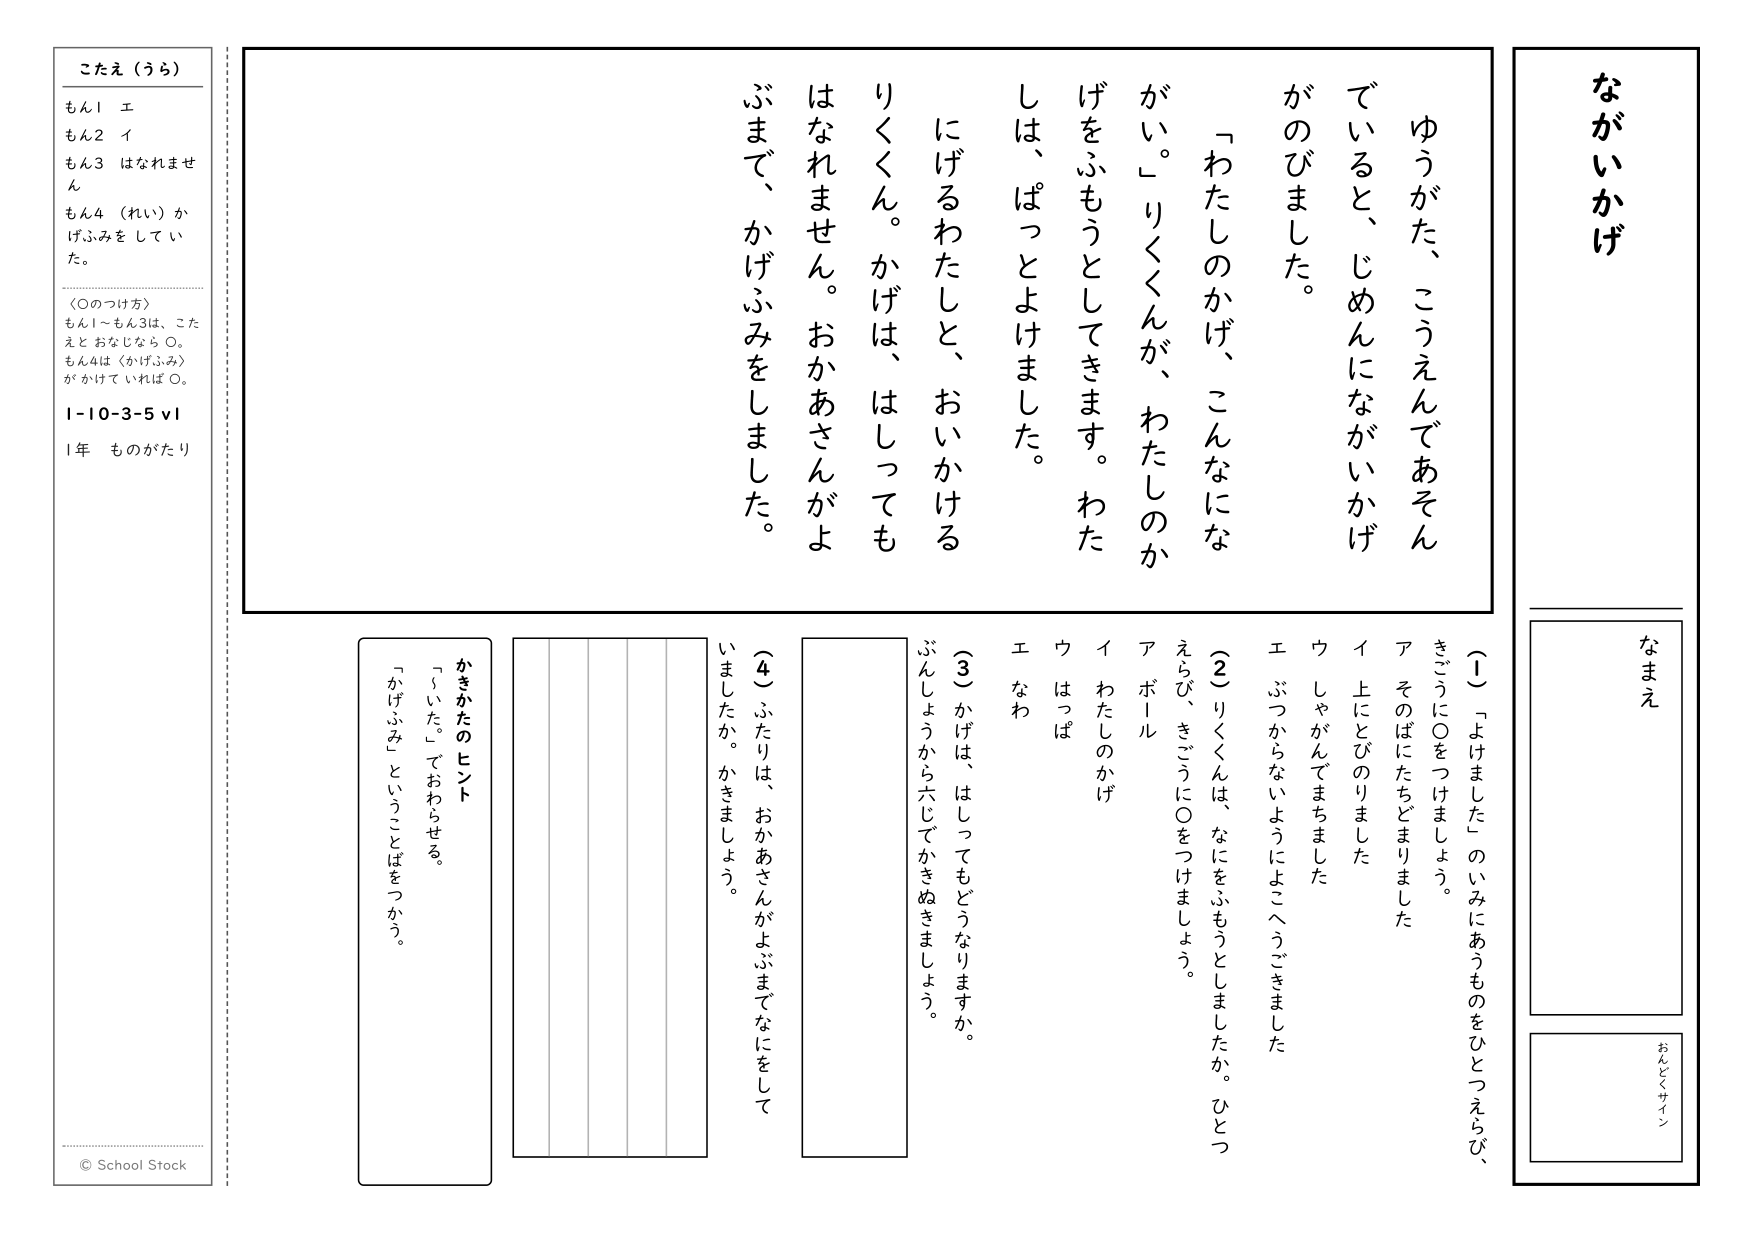 ながいかげ
なまえ
おんどくサイン
ゆうがた、こうえんであそん
でいると、じめんにながいかげ
がのびました。
「わたしのかげ、こんなにな
がい。」りくくんが、わたしのか
げをふもうとしてきます。わた
しは、ぱっとよけました。
にげるわたしと、おいかける
りくくん。かげは、はしっても
はなれません。おかあさんがよ
ぶまで、かげふみをしました。
(1)「よけました」のいみにあうものをひとつえらび、
きごうに〇をつけましょう。
ア そのばにたちどまりました
イ 上にとびのりました
ウ しゃがんでまちました
エ ぶつからないようによこへうごきました
(2)りくくんは、なにをふもうとしましたか。ひとつ
えらび、きごうに〇をつけましょう。
ア ボール
イ わたしのかげ
ウ はっぱ
エ なわ
(3)かげは、はしってもどうなりますか。
ぶんしょうから六じでかきぬきましょう。
(4)ふたりは、おかあさんがよぶまでなにをして
いましたか。かきましょう。
かきかたの ヒント
「〜いた。」でおわらせる。
「かげふみ」ということばをつかう。
こたえ(うら)
もん1 エ
もん2 イ
もん3 はなれませ
ん
もん4 (れい)か
げふみを して い
た。
〈〇のつけ方〉
もん1〜もん3は、こた
えと おなじなら 〇。
もん4は〈かげふみ〉
が かけて いれば 〇。
1-10-3-5 v1
1年 ものがたり
© School Stock